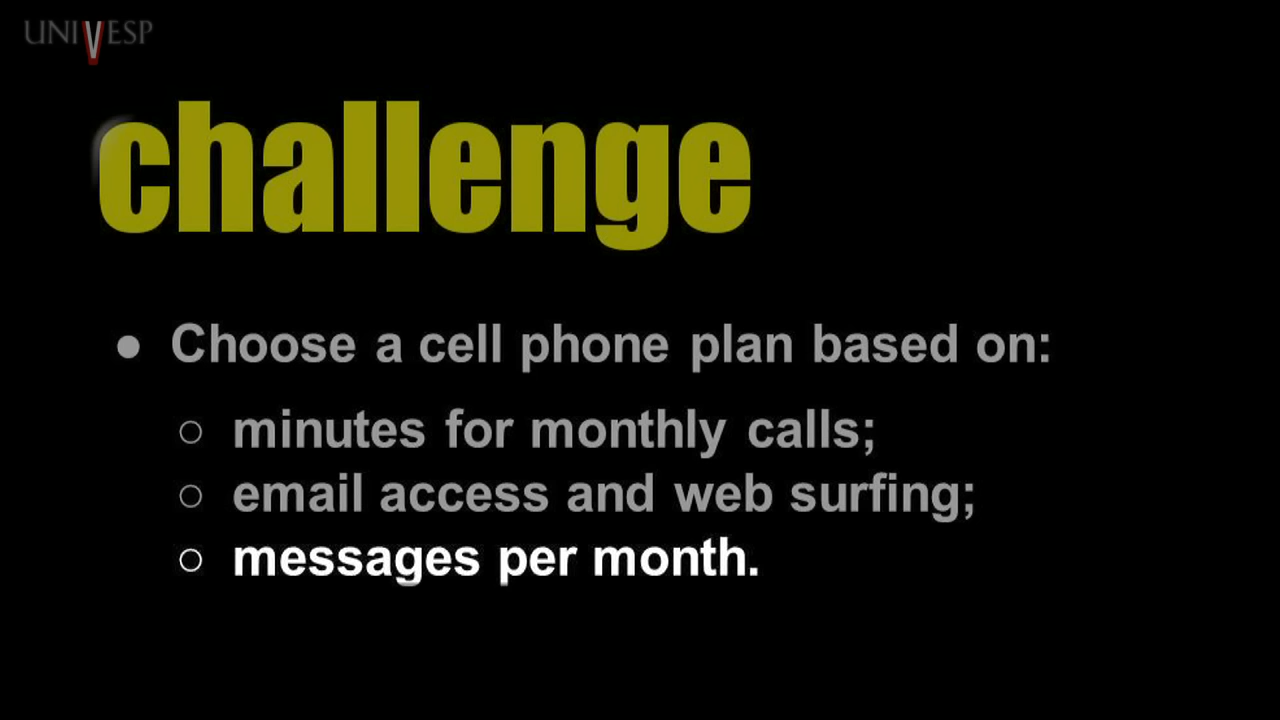 UNIVESP
challenge
● Choose a cell phone plan based on:
○ minutes for monthly calls;
○ email access and web surfing;
○ messages per month.